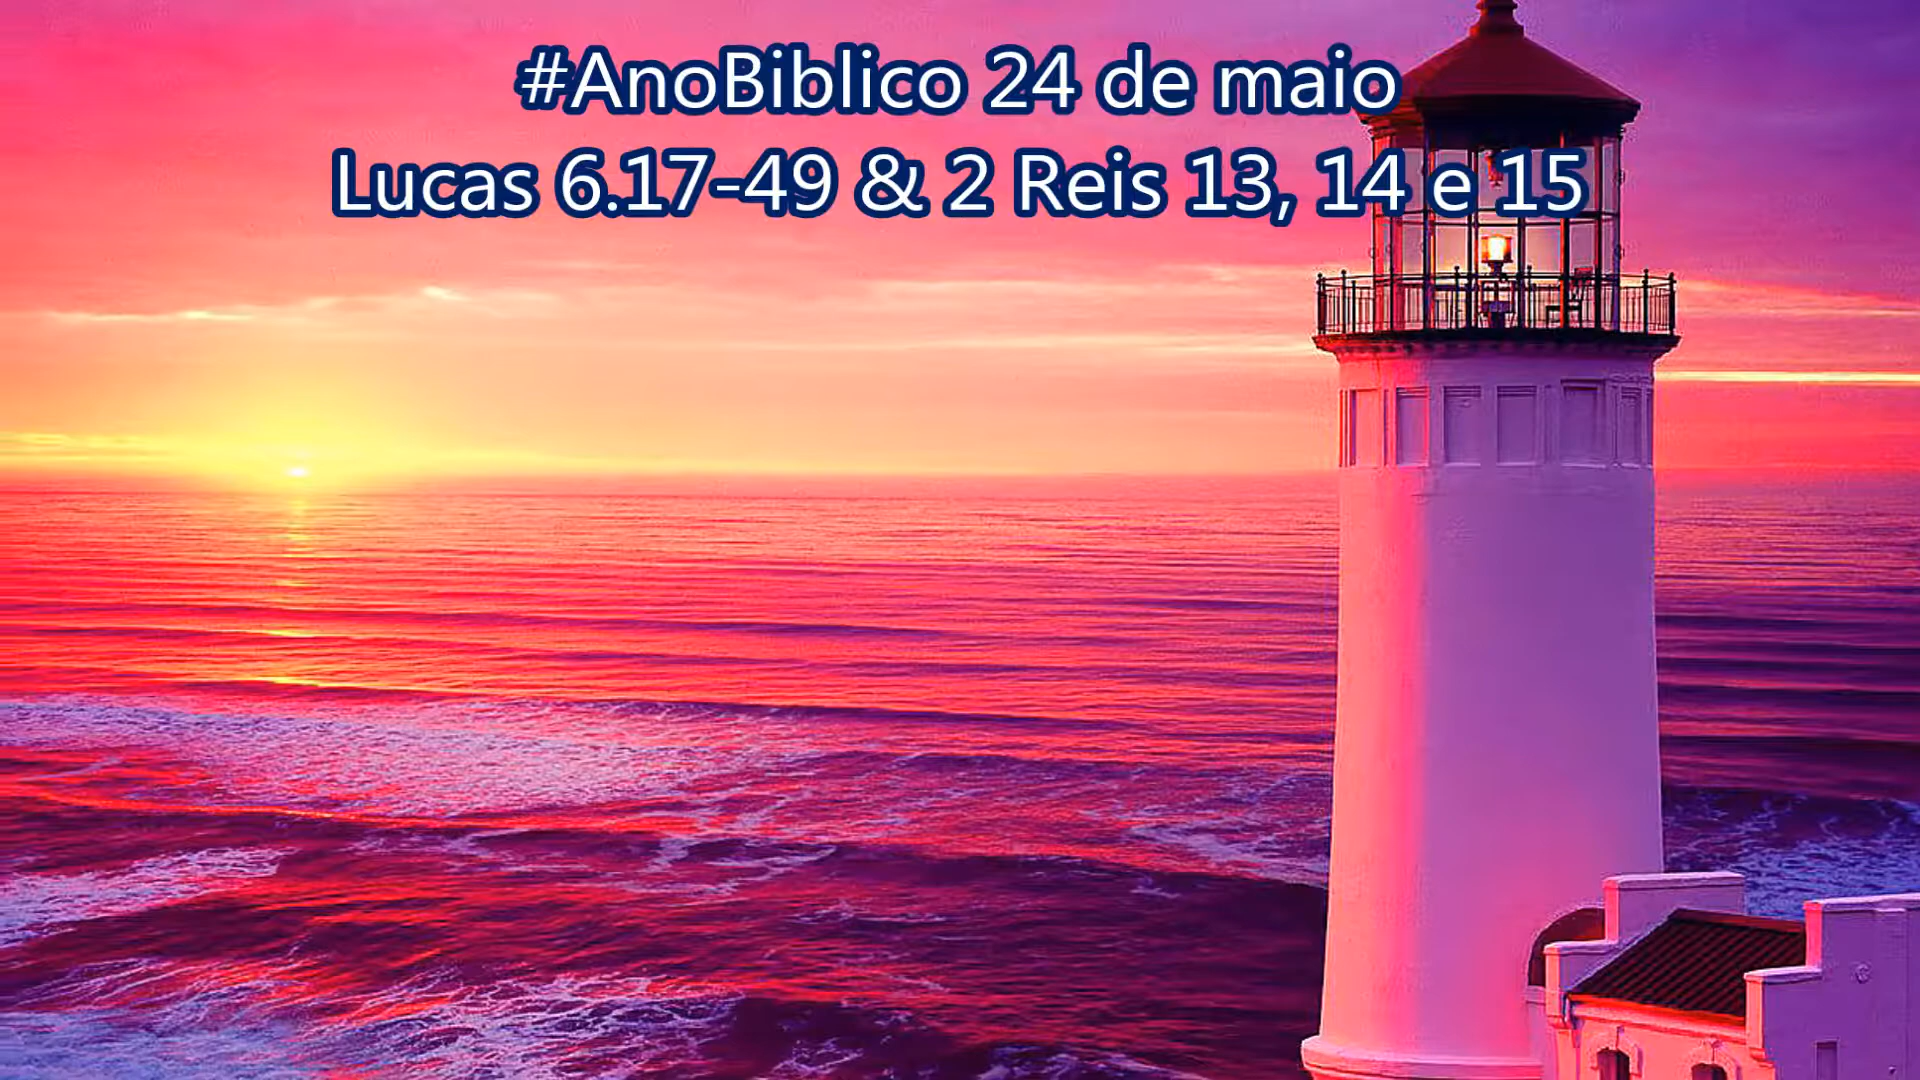 #AnoBiblico 24 de maio
Lucas 6.17-49 & 2 Reis 13, 14 e 15